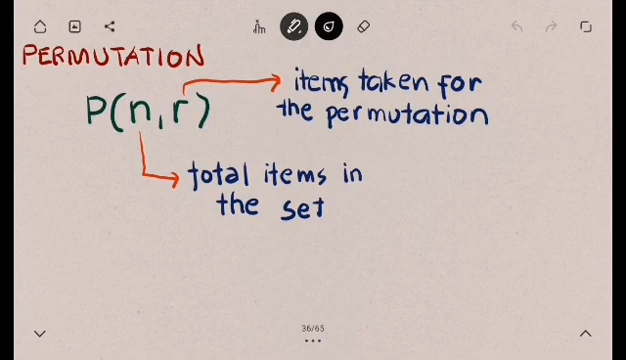 PERMUTATION
P(n,r)
items taken for
the permutation
total items in
the set
36/65